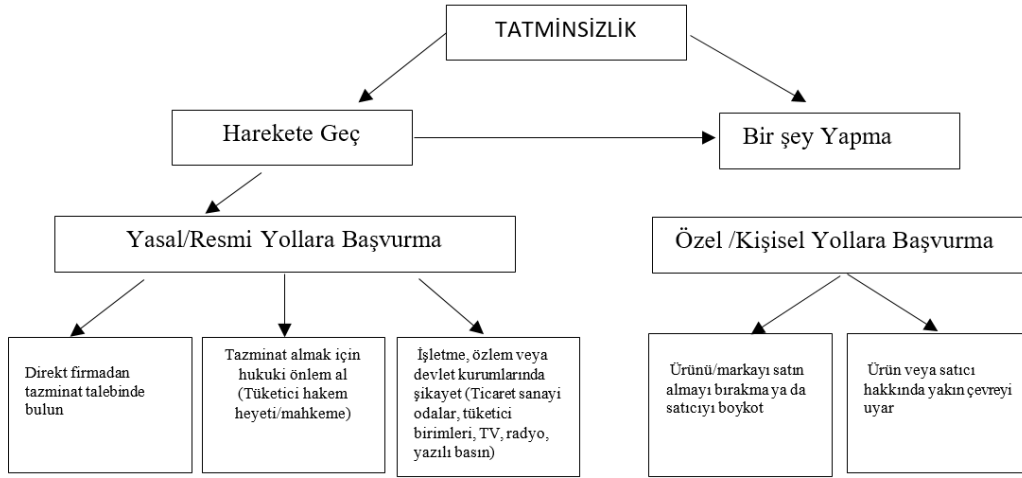 TATMİNSİZLİK
Harekete Geç
Bir şey Yapma
Yasal/Resmi Yollara Başvurma
Özel /Kişisel Yollara Başvurma
Direkt firmadan
tazminat talebinde
bulun
Tazminat almak için
hukuki önlem al
(Tüketici hakem
heyeti/mahkeme)
İşletme, özlem veya
devlet kurumlarında
şikayet (Ticaret sanayi
odalar, tüketici
birimleri, TV, radyo,
yazılı basın)
Ürünü/markayı satın
almayı bırakma ya da
satıcıyı boykot
Ürün veya satıcı
hakkında yakın çevreyi
uyar